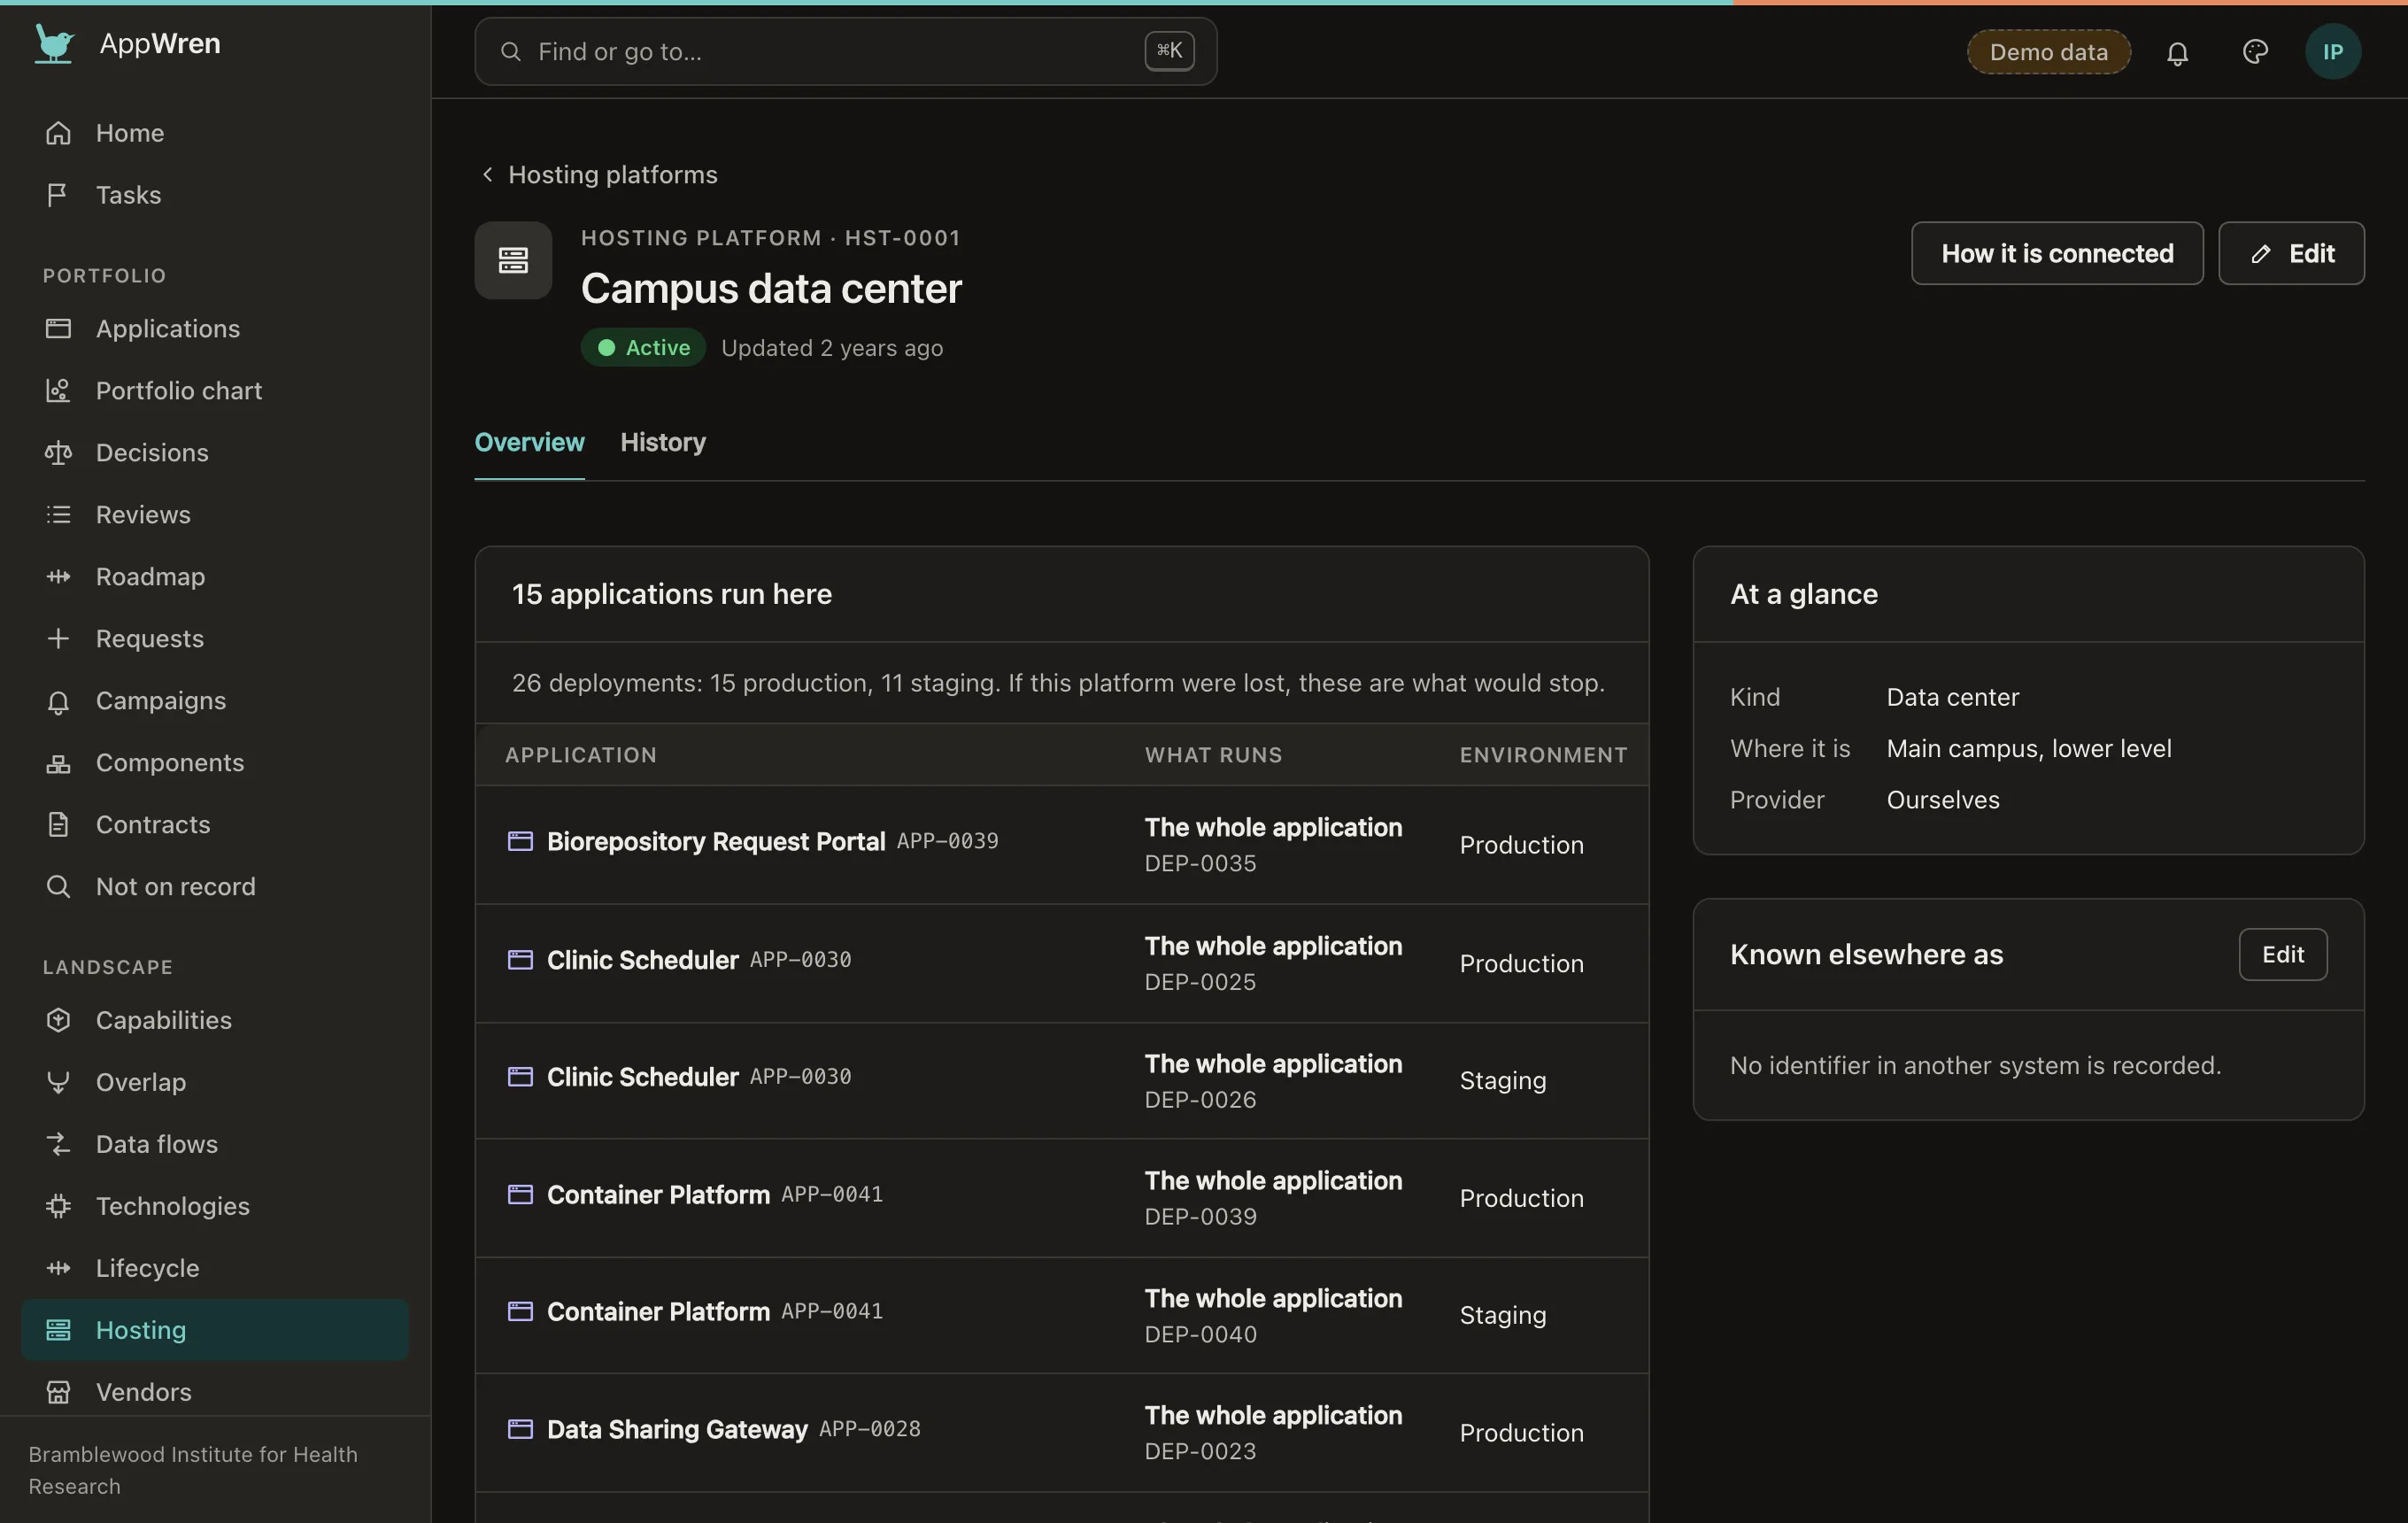 AppWren
Find or go to...
⌘K
Demo data
IP
Home
Tasks
PORTFOLIO
Applications
Portfolio chart
Decisions
Reviews
Roadmap
Requests
Campaigns
Components
Contracts
Not on record
LANDSCAPE
Capabilities
Overlap
Data flows
Technologies
Lifecycle
Hosting
Vendors
Bramblewood Institute for Health
Research
Hosting platforms
HOSTING PLATFORM · HST-0001
Campus data center
Active
Updated 2 years ago
How it is connected
Edit
Overview
History
15 applications run here
26 deployments: 15 production, 11 staging. If this platform were lost, these are what would stop.
APPLICATION WHAT RUNS ENVIRONMENT
Biorepository Request Portal APP-0039
The whole application
DEP-0035
Production
Clinic Scheduler APP-0030
The whole application
DEP-0025
Production
Clinic Scheduler APP-0030
The whole application
DEP-0026
Staging
Container Platform APP-0041
The whole application
DEP-0039
Production
Container Platform APP-0041
The whole application
DEP-0040
Staging
Data Sharing Gateway APP-0028
The whole application
DEP-0023
Production
At a glance
Kind Data center
Where it is Main campus, lower level
Provider Ourselves
Known elsewhere as
Edit
No identifier in another system is recorded.